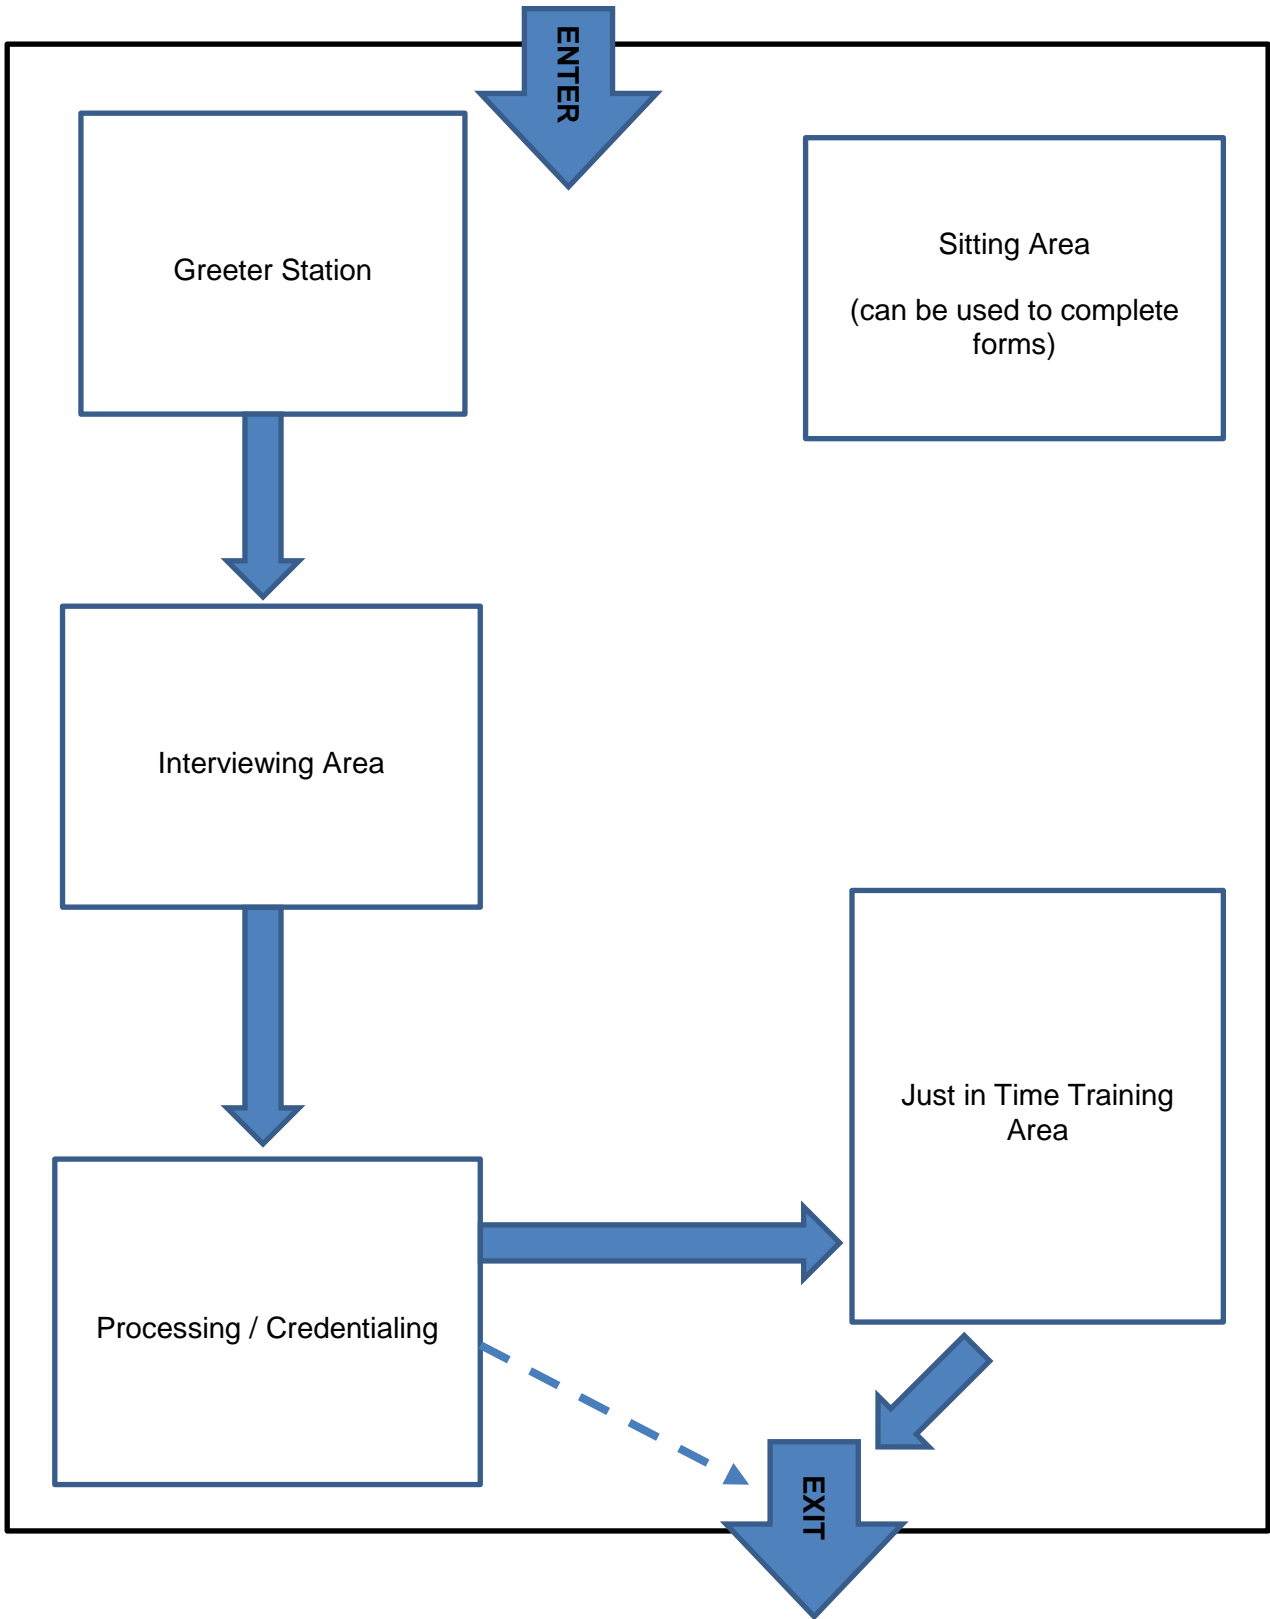 ENTER
Greeter Station
Sitting Area
(can be used to complete
forms)
Interviewing Area
Just in Time Training
Area
Processing / Credentialing
EXIT